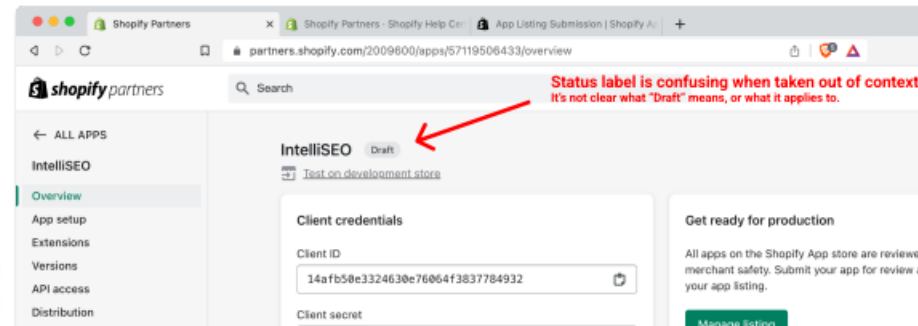 Shopify Partners
Shopify Partners - Shopify Help Cen
App Listing Submission | Shopify Ap
partners.shopify.com/2009600/apps/57119506433/overview
shopify partners
Search
Status label is confusing when taken out of context
It's not clear what "Draft" means, or what it applies to.
← ALL APPS
IntelliSEO
Overview
App setup
Extensions
Versions
API access
Distribution
IntelliSEO Draft
Test on development store
Client credentials
Client ID
14afb50e3324630e76064f3837784932
Client secret
Get ready for production
All apps on the Shopify App store are reviewe
merchant safety. Submit your app for review a
your app listing.
Manage listing